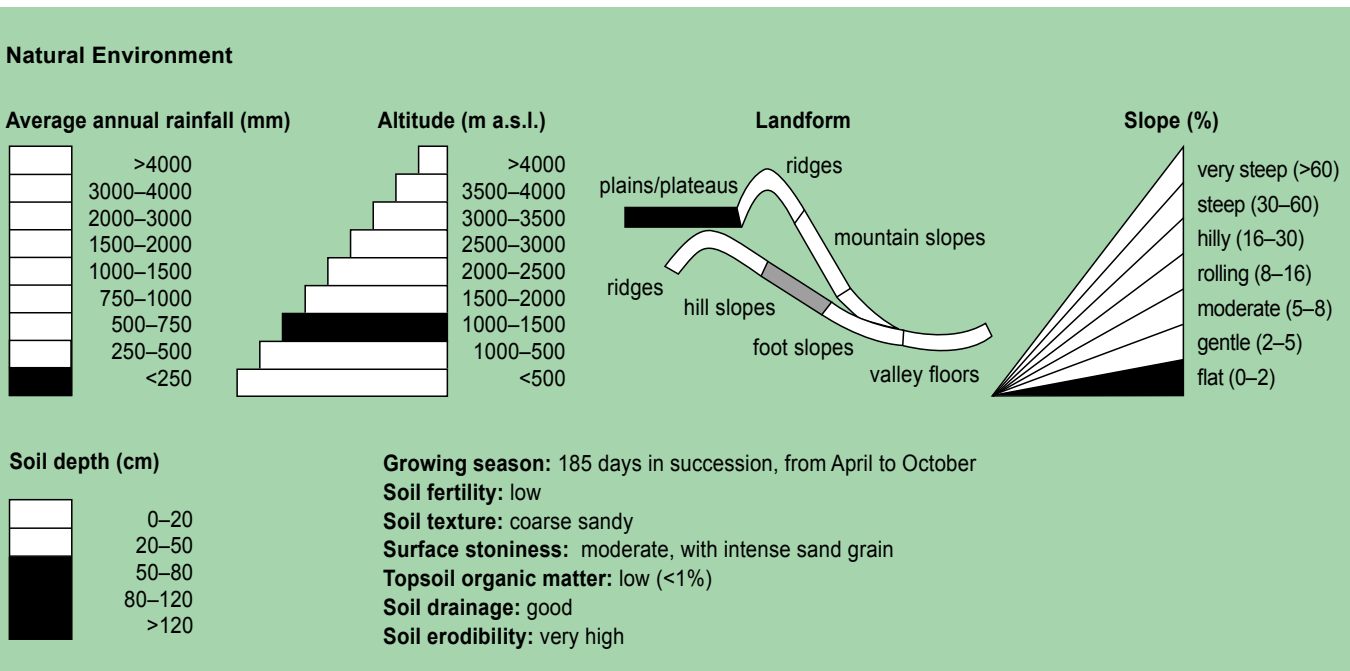 Natural Environment
Average annual rainfall (mm)
>4000
3000–4000
2000–3000
1500–2000
1000–1500
750–1000
500–750
250–500
<250
Altitude (m a.s.l.)
>4000
3500–4000
3000–3500
2500–3000
2000–2500
1500–2000
1000–1500
1000–500
<500
Landform
ridges
plains/plateaus
mountain slopes
ridges
hill slopes
foot slopes
valley floors
Slope (%)
very steep (>60)
steep (30–60)
hilly (16–30)
rolling (8–16)
moderate (5–8)
gentle (2–5)
flat (0–2)
Soil depth (cm)
0–20
20–50
50–80
80–120
>120
Growing season: 185 days in succession, from April to October
Soil fertility: low
Soil texture: coarse sandy
Surface stoniness: moderate, with intense sand grain
Topsoil organic matter: low (<1%)
Soil drainage: good
Soil erodibility: very high